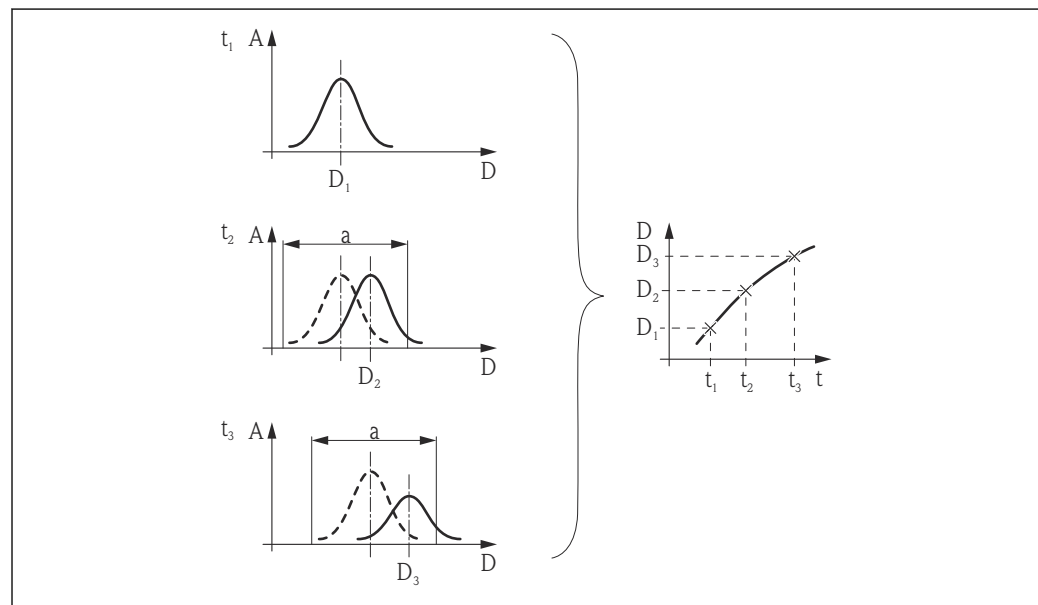 t₁ A
D₁
D
t₂ A
a
D₂
D
t₃ A
a
D₃
D
D
D₃
D₂
D₁
t₁ t₂ t₃ t